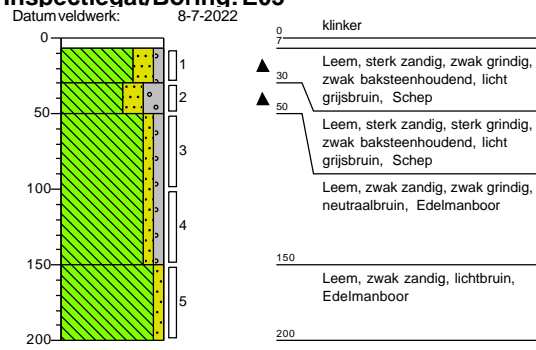 Inspectiegat/Boring: E05
Datum veldwerk: 8-7-2022
0
50
100
150
200
1
2
3
4
5
0
klinker
7
Leem, sterk zandig, zwak grindig,
zwak baksteenhoudend, licht
grijsbruin, Schep
30
Leem, sterk zandig, sterk grindig,
zwak baksteenhoudend, licht
grijsbruin, Schep
50
Leem, zwak zandig, zwak grindig,
neutraalbruin, Edelmanboor
150
Leem, zwak zandig, lichtbruin,
Edelmanboor
200